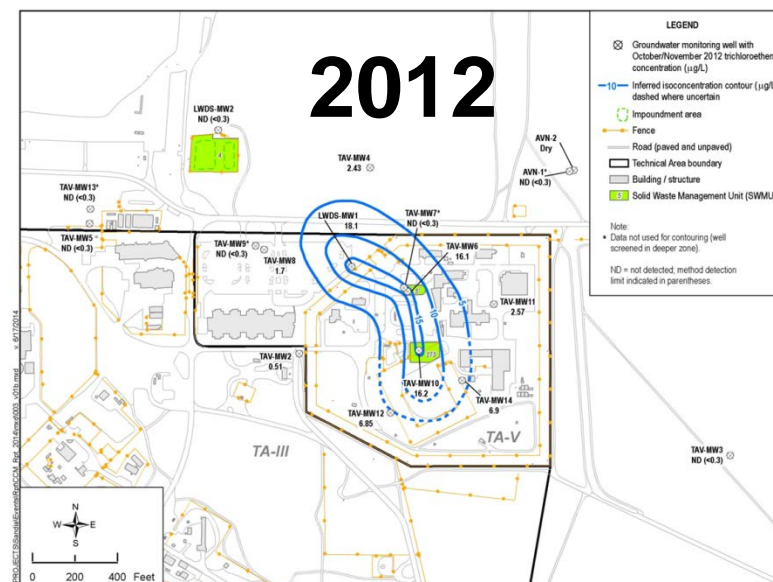 2012
LEGEND
Groundwater monitoring well with
October/November 2012 trichloroethen
concentration (µg/L)
10 Inferred isoconcentration contour (µg/L
dashed where uncertain
Impoundment area
Fence
Road (paved and unpaved)
Technical Area boundary
Building / structure
5 Solid Waste Management Unit (SWMU
Note:
* Data not used for contouring (well
screened in deeper zone).
ND = not detected; method detection
limit indicated in parentheses.
LWDS-MW2
ND (<0.3)
4
TAV-MW4
2.43
AVN-2
Dry
AVN-1*
ND (<0.3)
TAV-MW13*
ND (<0.3)
TAV-MW5
ND (<0.3)
LWDS-MW1
18.1
TAV-MW7*
ND (<0.3)
TAV-MW6
16.1
TAV-MW9*
ND (<0.3)
TAV-MW8
1.7
5
10
15
TAV-MW11
2.57
TAV-MW2
0.51
275
TAV-MW10
16.2
TAV-MW14
6.9
TAV-MW12
6.85
TA-III
TA-V
TAV-MW3
ND (<0.3)
N
W E
S
0 200 400 Feet